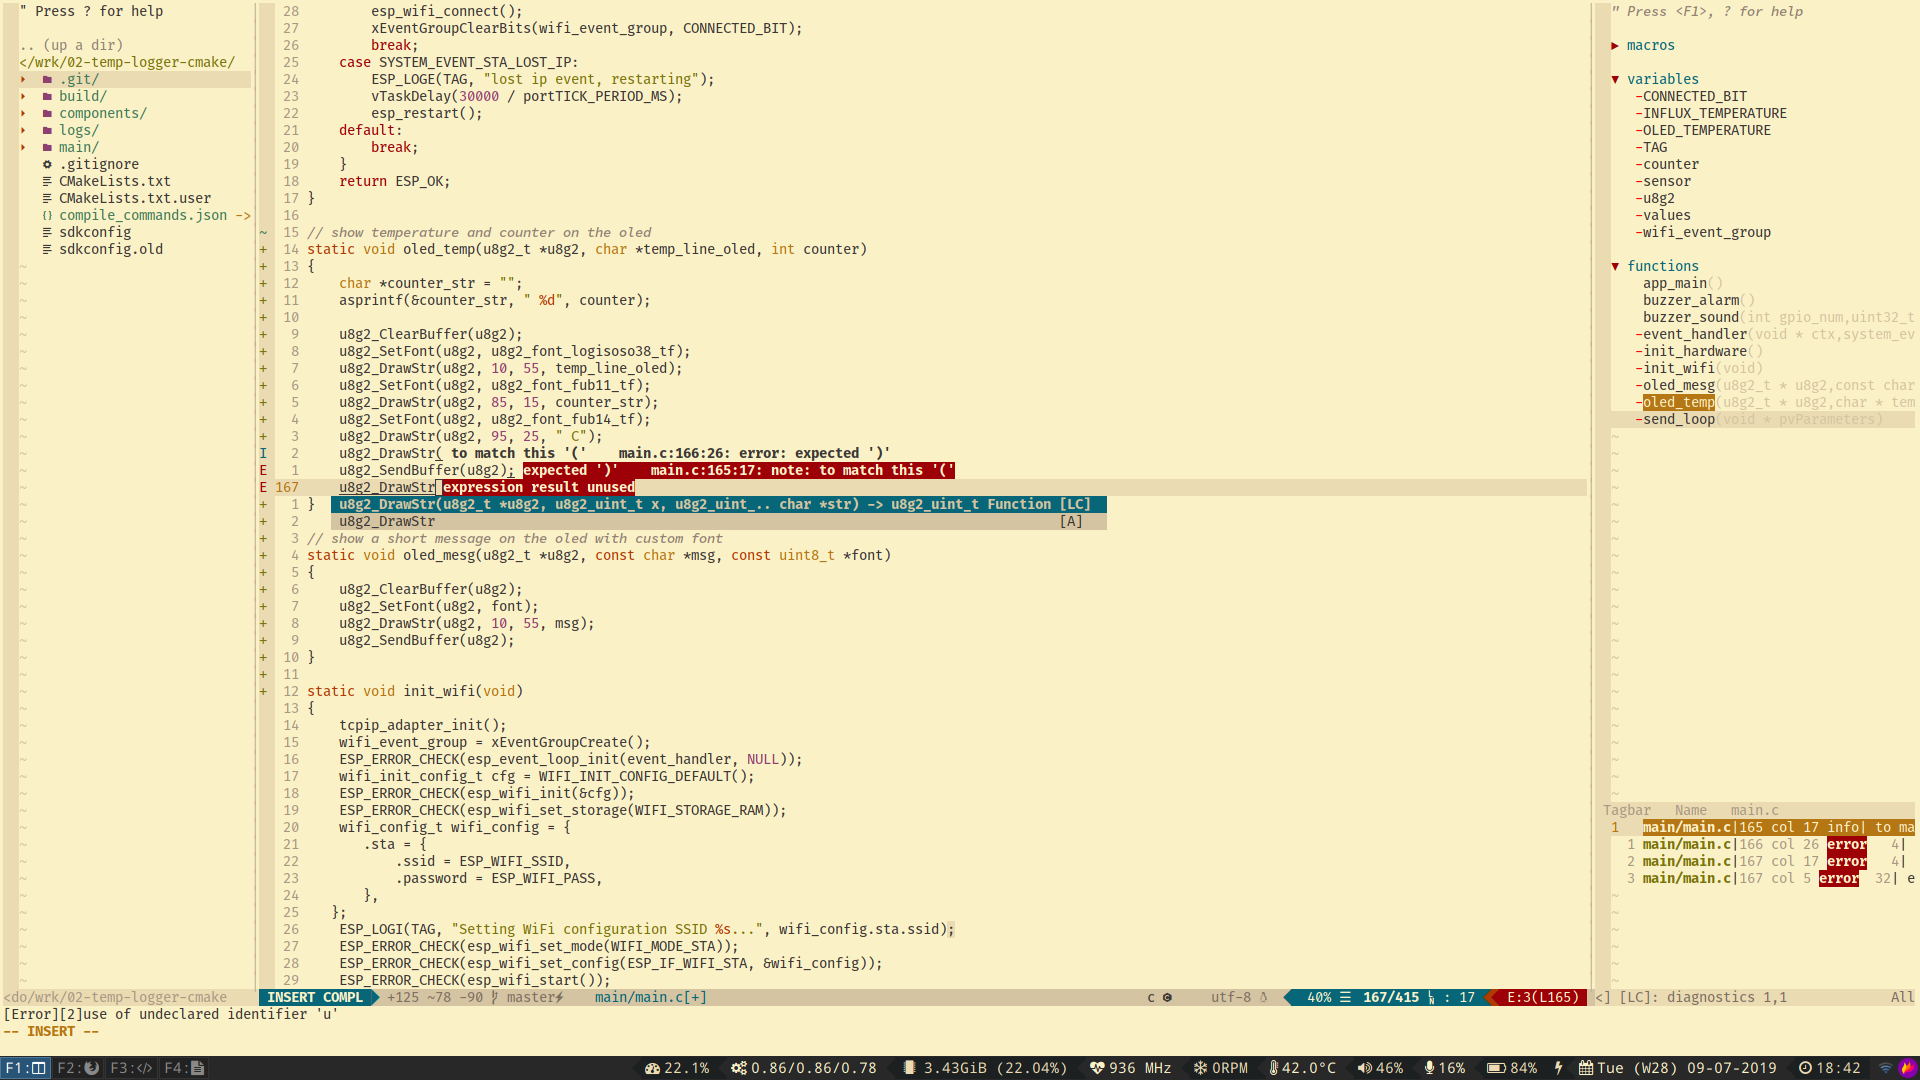 " Press ? for help
.. (up a dir)
</wrk/02-temp-logger-cmake/
.git/
build/
components/
logs/
main/
.gitignore
CMakeLists.txt
CMakeLists.txt.user
{} compile_commands.json ->
sdkconfig
sdkconfig.old
<do/wrk/02-temp-logger-cmake
28 esp_wifi_connect();
27 xEventGroupClearBits(wifi_event_group, CONNECTED_BIT);
26 break;
25 case SYSTEM_EVENT_STA_LOST_IP:
24 ESP_LOGE(TAG, "lost ip event, restarting");
23 vTaskDelay(30000 / portTICK_PERIOD_MS);
22 esp_restart();
21 default:
20 break;
19 }
18 return ESP_OK;
17 }
16
~ 15 // show temperature and counter on the oled
+ 14 static void oled_temp(u8g2_t *u8g2, char *temp_line_oled, int counter)
+ 13 {
+ 12 char *counter_str = "";
+ 11 asprintf(&counter_str, " %d", counter);
+ 10
+ 9 u8g2_ClearBuffer(u8g2);
+ 8 u8g2_SetFont(u8g2, u8g2_font_logisoso38_tf);
+ 7 u8g2_DrawStr(u8g2, 10, 55, temp_line_oled);
+ 6 u8g2_SetFont(u8g2, u8g2_font_fub11_tf);
+ 5 u8g2_DrawStr(u8g2, 85, 15, counter_str);
+ 4 u8g2_SetFont(u8g2, u8g2_font_fub14_tf);
+ 3 u8g2_DrawStr(u8g2, 95, 25, " C");
I 2 u8g2_DrawStr( to match this '(' main.c:166:26: error: expected ')'
E 1 u8g2_SendBuffer(u8g2); expected ')' main.c:165:17: note: to match this '('
E 167 u8g2_DrawStr expression result unused
+ 1 } u8g2_DrawStr(u8g2_t *u8g2, u8g2_uint_t x, u8g2_uint_.. char *str) -> u8g2_uint_t Function [LC]
+ 2 u8g2_DrawStr [A]
+ 3 // show a short message on the oled with custom font
+ 4 static void oled_mesg(u8g2_t *u8g2, const char *msg, const uint8_t *font)
+ 5 {
+ 6 u8g2_ClearBuffer(u8g2);
+ 7 u8g2_SetFont(u8g2, font);
+ 8 u8g2_DrawStr(u8g2, 10, 55, msg);
+ 9 u8g2_SendBuffer(u8g2);
+ 10 }
+ 11
+ 12 static void init_wifi(void)
13 {
14 tcpip_adapter_init();
15 wifi_event_group = xEventGroupCreate();
16 ESP_ERROR_CHECK(esp_event_loop_init(event_handler, NULL));
17 wifi_init_config_t cfg = WIFI_INIT_CONFIG_DEFAULT();
18 ESP_ERROR_CHECK(esp_wifi_init(&cfg));
19 ESP_ERROR_CHECK(esp_wifi_set_storage(WIFI_STORAGE_RAM));
20 wifi_config_t wifi_config = {
21 .sta = {
22 .ssid = ESP_WIFI_SSID,
23 .password = ESP_WIFI_PASS,
24 },
25 };
26 ESP_LOGI(TAG, "Setting WiFi configuration SSID %s...", wifi_config.sta.ssid);
27 ESP_ERROR_CHECK(esp_wifi_set_mode(WIFI_MODE_STA));
28 ESP_ERROR_CHECK(esp_wifi_set_config(ESP_IF_WIFI_STA, &wifi_config));
29 ESP_ERROR_CHECK(esp_wifi_start());
INSERT COMPL +125 ~78 -90 master main/main.c[+] c utf-8 40% 167/415 : 17 E:3(L165)
" Press <F1>, ? for help
▶ macros
▼ variables
-CONNECTED_BIT
-INFLUX_TEMPERATURE
-OLED_TEMPERATURE
-TAG
-counter
-sensor
-u8g2
-values
-wifi_event_group
▼ functions
app_main()
buzzer_alarm()
buzzer_sound(int gpio_num,uint32_t
-event_handler(void * ctx,system_ev
-init_hardware()
-init_wifi(void)
-oled_mesg(u8g2_t * u8g2,const char
-oled_temp(u8g2_t * u8g2,char * tem
-send_loop(void * pvParameters)
Tagbar Name main.c
1 main/main.c|165 col 17 info| to ma
1 main/main.c|166 col 26 error 4|
2 main/main.c|167 col 17 error 4|
3 main/main.c|167 col 5 error 32| e
<] [LC]: diagnostics 1,1 All
[Error][2]use of undeclared identifier 'u'
-- INSERT --
F1: F2: F3:</> F4: 22.1% 0.86/0.86/0.78 3.43GiB (22.04%) 936 MHz 0RPM 42.0°C 46% 16% 84% Tue (W28) 09-07-2019 18:42